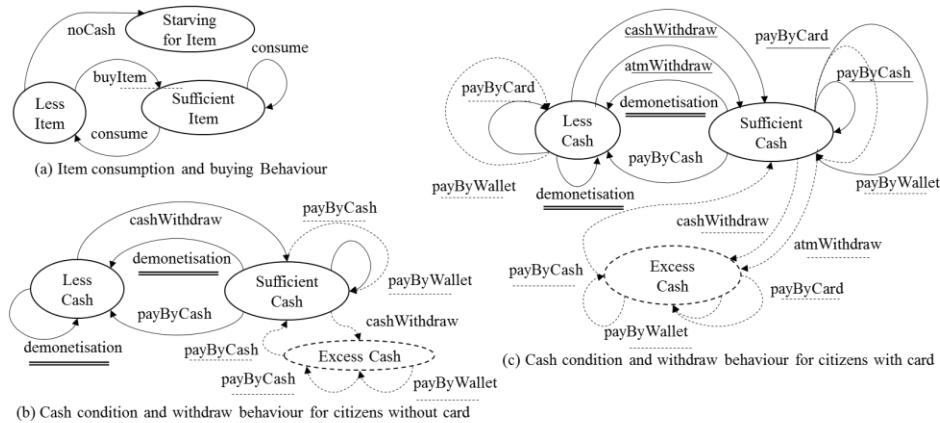 noCash
Starving
for Item
consume
buyItem
Less
Item
Sufficient
Item
consume
(a) Item consumption and buying Behaviour
cashWithdraw
payByCash
demonetisation
Less
Cash
Sufficient
Cash
payByWallet
payByCash
cashWithdraw
demonetisation
payByCash
Excess Cash
payByCash
payByWallet
(b) Cash condition and withdraw behaviour for citizens without card
cashWithdraw
payByCard
atmWithdraw
payByCard
payByCash
demonetisation
Less
Cash
Sufficient
Cash
payByCash
payByWallet
payByWallet
demonetisation
cashWithdraw
atmWithdraw
payByCash
Excess
Cash
payByCard
payByWallet
(c) Cash condition and withdraw behaviour for citizens with card